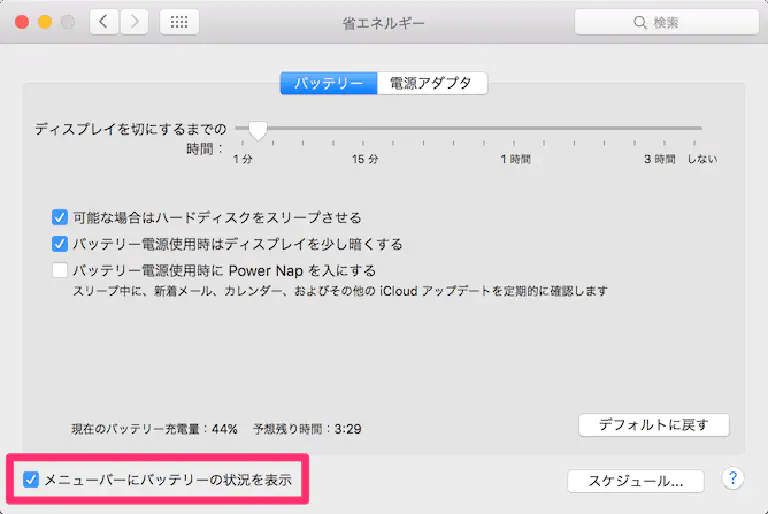 省エネルギー
検索
バッテリー 電源アダプタ
ディスプレイを切にするまでの
時間：
1 分 15 分 1 時間 3 時間 しない
可能な場合はハードディスクをスリープさせる
バッテリー電源使用時はディスプレイを少し暗くする
バッテリー電源使用時に Power Nap を入にする
スリープ中に、新着メール、カレンダー、およびその他の iCloud アップデートを定期的に確認します
現在のバッテリー充電量：44% 予想残り時間：3:29
デフォルトに戻す
メニューバーにバッテリーの状況を表示
スケジュール...
?